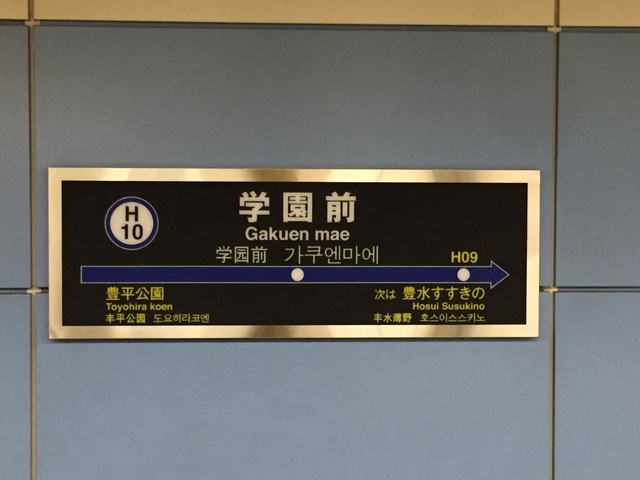 H
10
学園前
Gakuen mae
学园前 가쿠엔마에
H09
豊平公園
Toyohira koen
丰平公園 도요히라코엔
次は 豊水すすきの
Hosui Susukino
丰水薄野 호스이스스키노